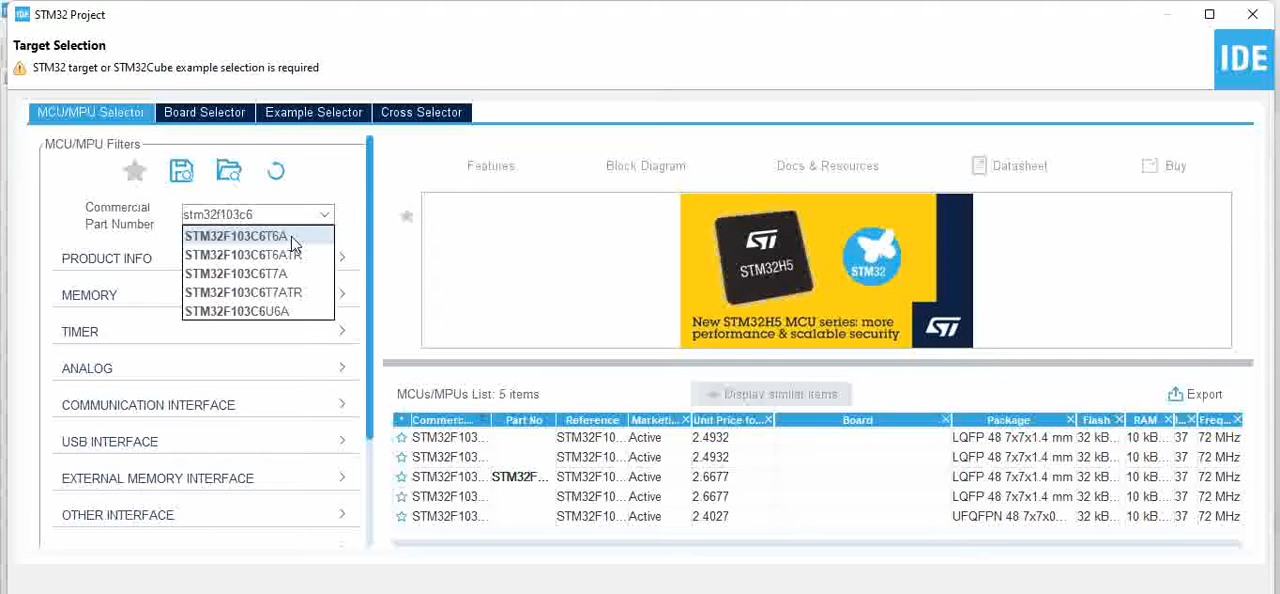 IDE STM32 Project
Target Selection
STM32 target or STM32Cube example selection is required
IDE
MCU/MPU Selector Board Selector Example Selector Cross Selector
MCU/MPU Filters
Features Block Diagram Docs & Resources Datasheet Buy
Commercial
Part Number
stm32f103c6
STM32F103C6T6A
STM32F103C6T6ATR
STM32F103C6T7A
STM32F103C6T7ATR
STM32F103C6U6A
PRODUCT INFO
MEMORY
TIMER
ANALOG
COMMUNICATION INTERFACE
USB INTERFACE
EXTERNAL MEMORY INTERFACE
OTHER INTERFACE
STM32H5
STM32
New STM32H5 MCU series: more
performance & scalable security
ST
MCUs/MPUs List: 5 items Display similar items Export
* Commerc... Part No Reference Marketi... Unit Price fo... Board Package Flash RAM I... Freq...
STM32F103... STM32F10... Active 2.4932 LQFP 48 7x7x1.4 mm 32 kB... 10 kB... 37 72 MHz
STM32F103... STM32F10... Active 2.4932 LQFP 48 7x7x1.4 mm 32 kB... 10 kB... 37 72 MHz
STM32F103... STM32F... STM32F10... Active 2.6677 LQFP 48 7x7x1.4 mm 32 kB... 10 kB... 37 72 MHz
STM32F103... STM32F10... Active 2.6677 LQFP 48 7x7x1.4 mm 32 kB... 10 kB... 37 72 MHz
STM32F103... STM32F10... Active 2.4027 UFQFPN 48 7x7x0... 32 kB... 10 kB... 37 72 MHz